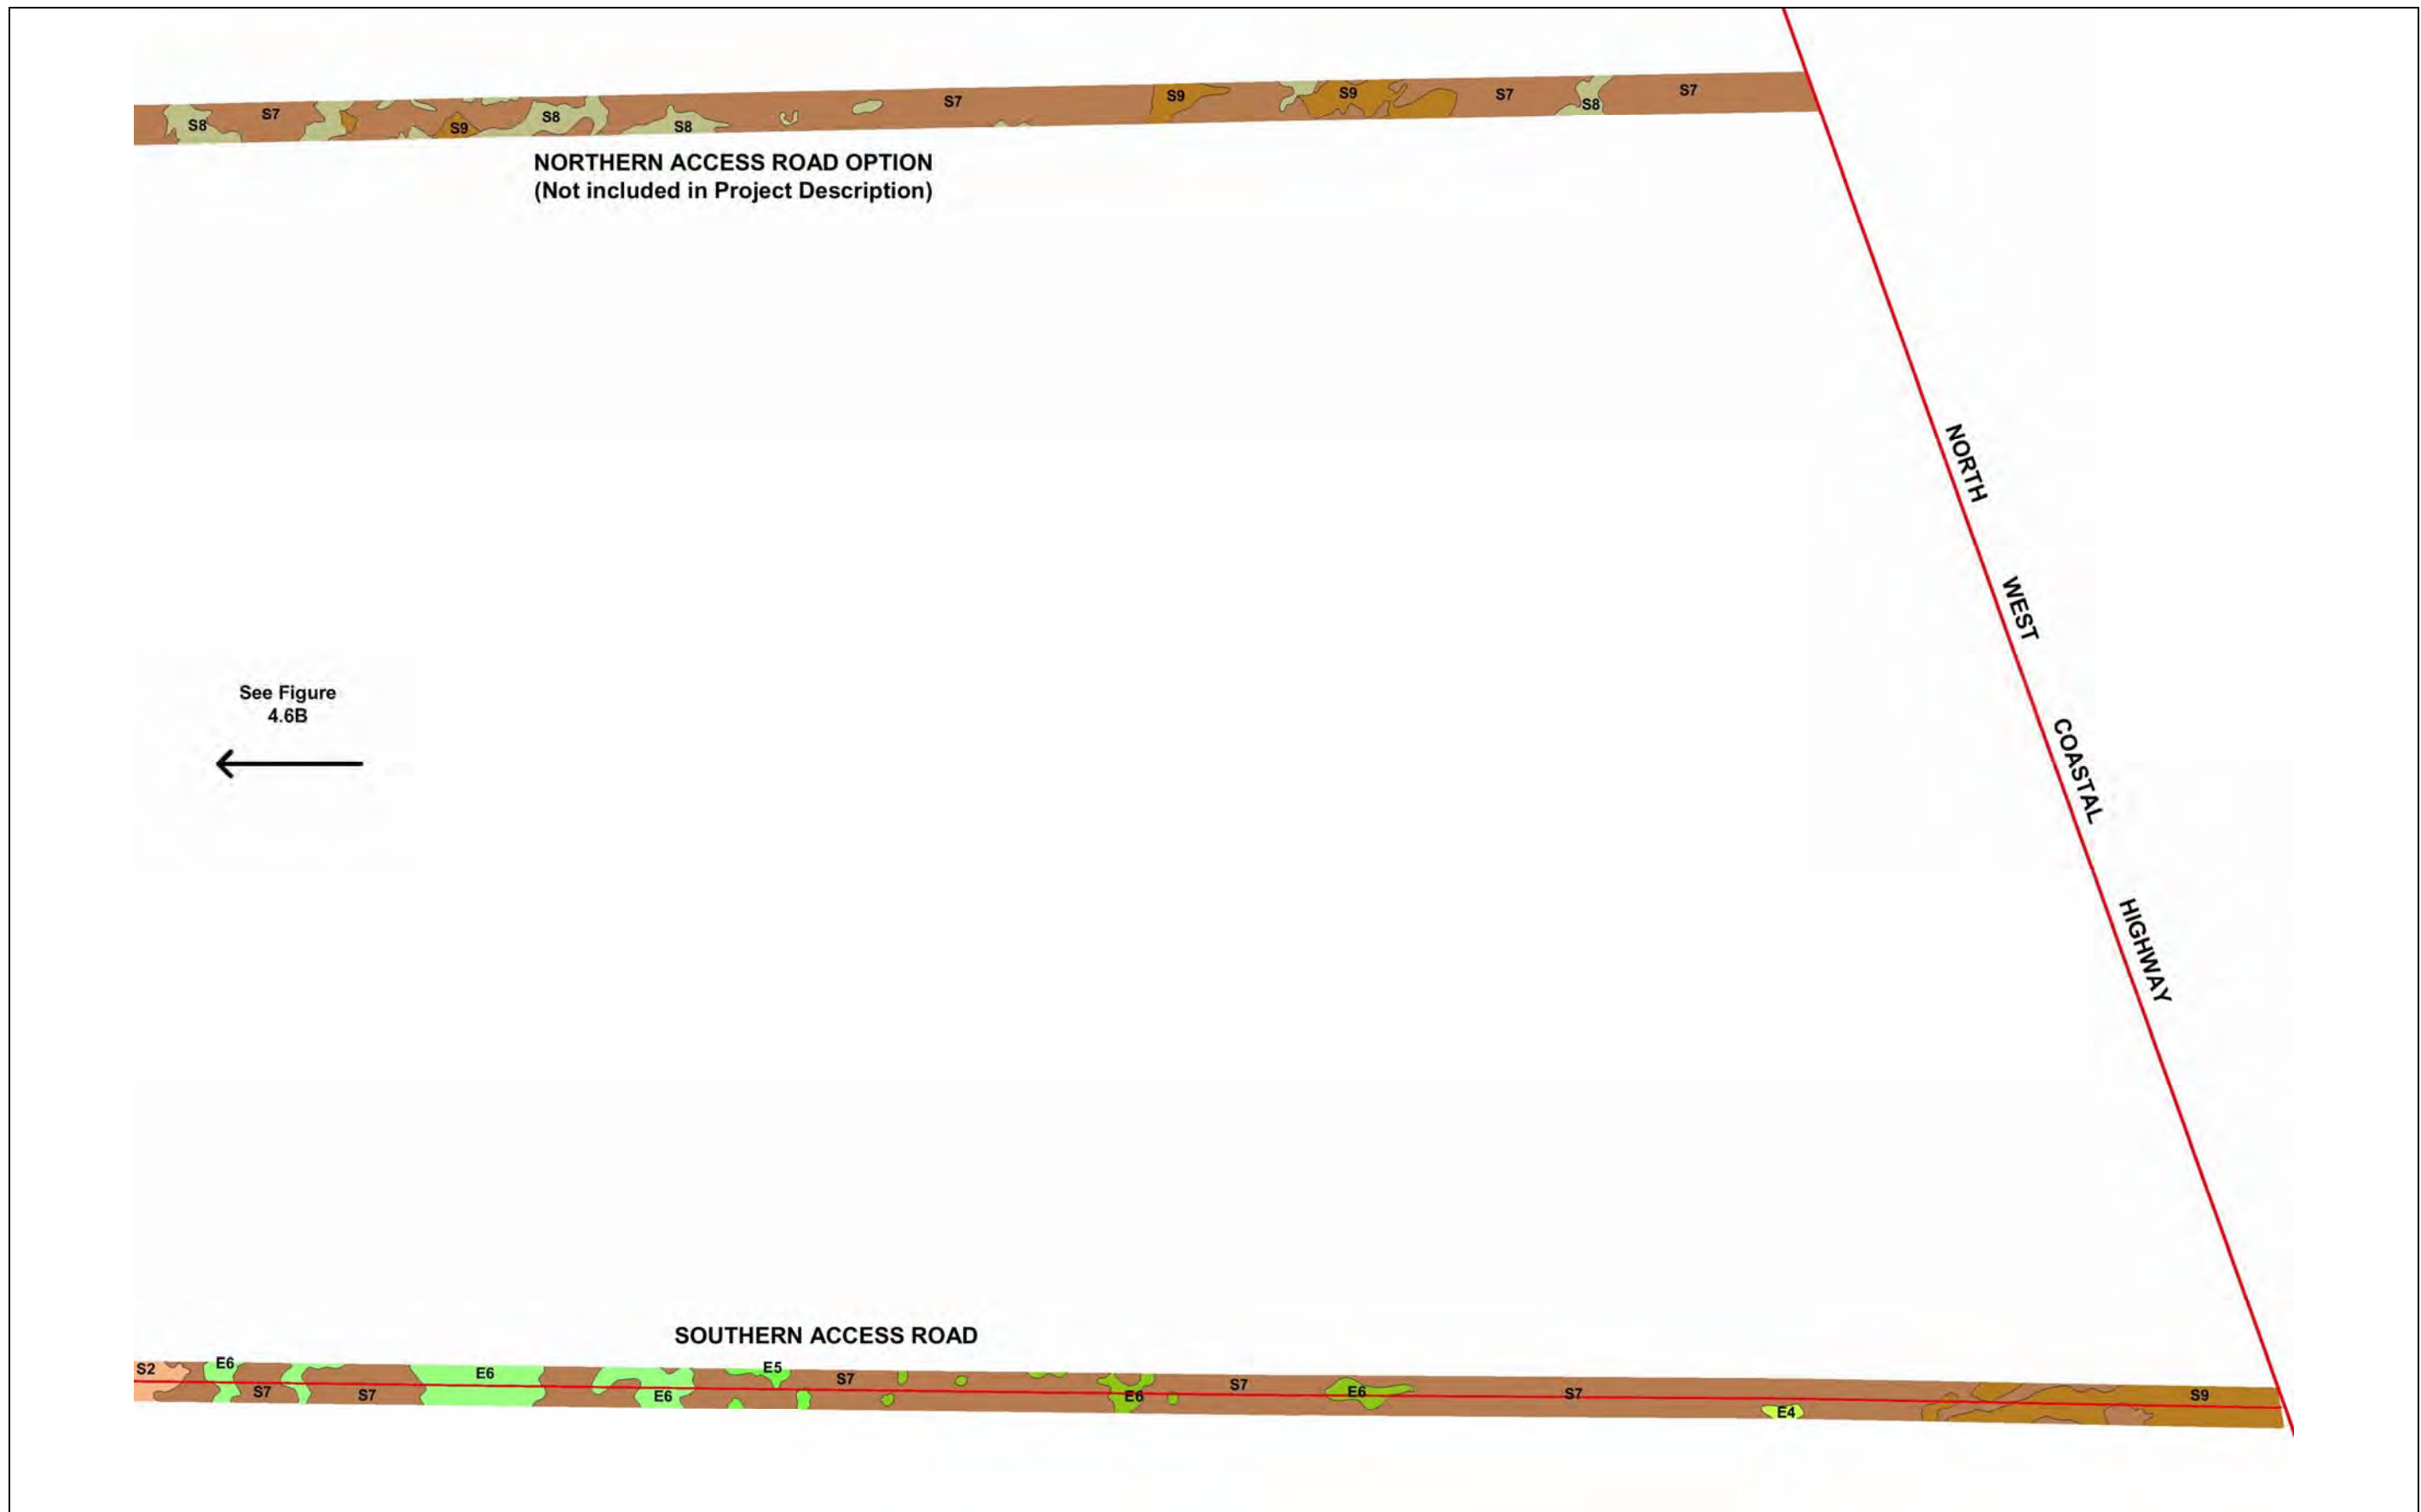 S8
S7
S9
S8
S8
S7
S9
S9
S7
S8
S7
NORTHERN ACCESS ROAD OPTION
(Not included in Project Description)
NORTH WEST COASTAL HIGHWAY
See Figure
4.6B
SOUTHERN ACCESS ROAD
S2
E6
S7
S7
E6
E6
E5
S7
E6
S7
E6
S7
E4
S9